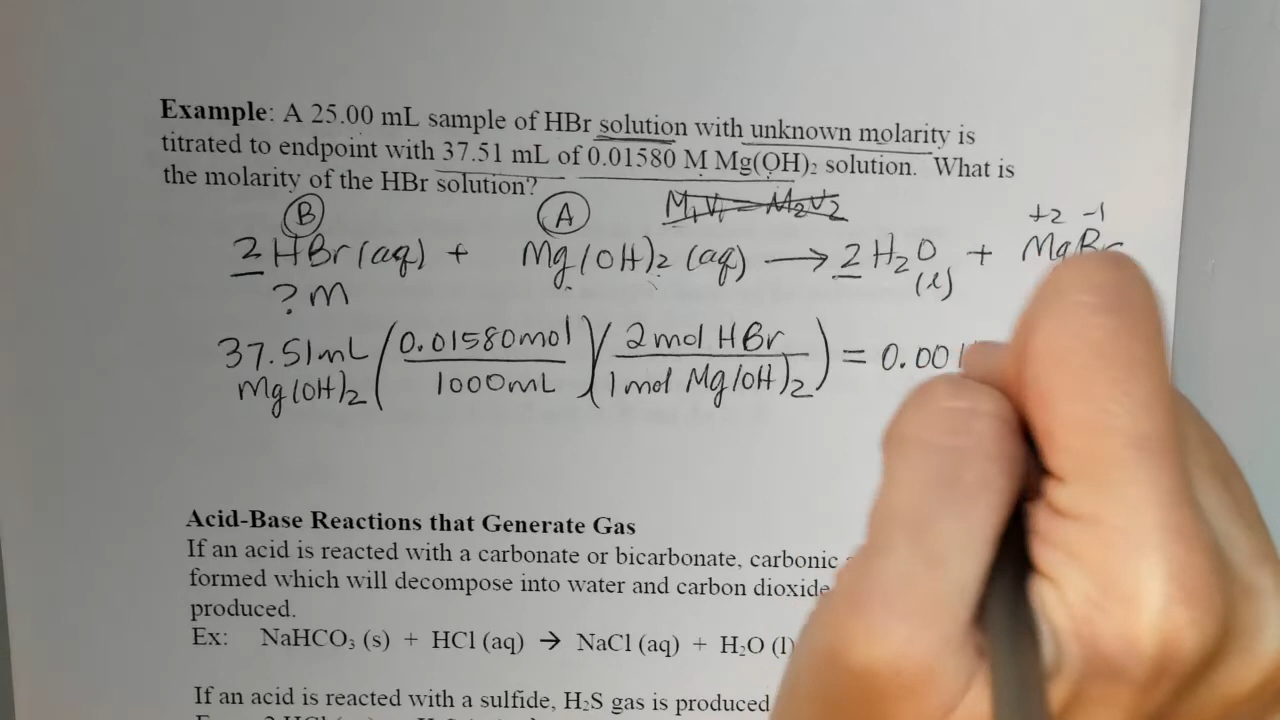 Example: A 25.00 mL sample of HBr solution with unknown molarity is
titrated to endpoint with 37.51 mL of 0.01580 M Mg(OH)₂ solution. What is
the molarity of the HBr solution?
M₁V₁ = M₂V₂
B A +2 -1
2 HBr (aq) + Mg(OH)₂ (aq) → 2 H₂O (l) + MgBr
? M
37.51 mL Mg(OH)₂ (0.01580 mol / 1000 mL) (2 mol HBr / 1 mol Mg(OH)₂) = 0.001
Acid-Base Reactions that Generate Gas
If an acid is reacted with a carbonate or bicarbonate, carbonic
formed which will decompose into water and carbon dioxide
produced.
Ex: NaHCO₃ (s) + HCl (aq) → NaCl (aq) + H₂O (l)
If an acid is reacted with a sulfide, H₂S gas is produced